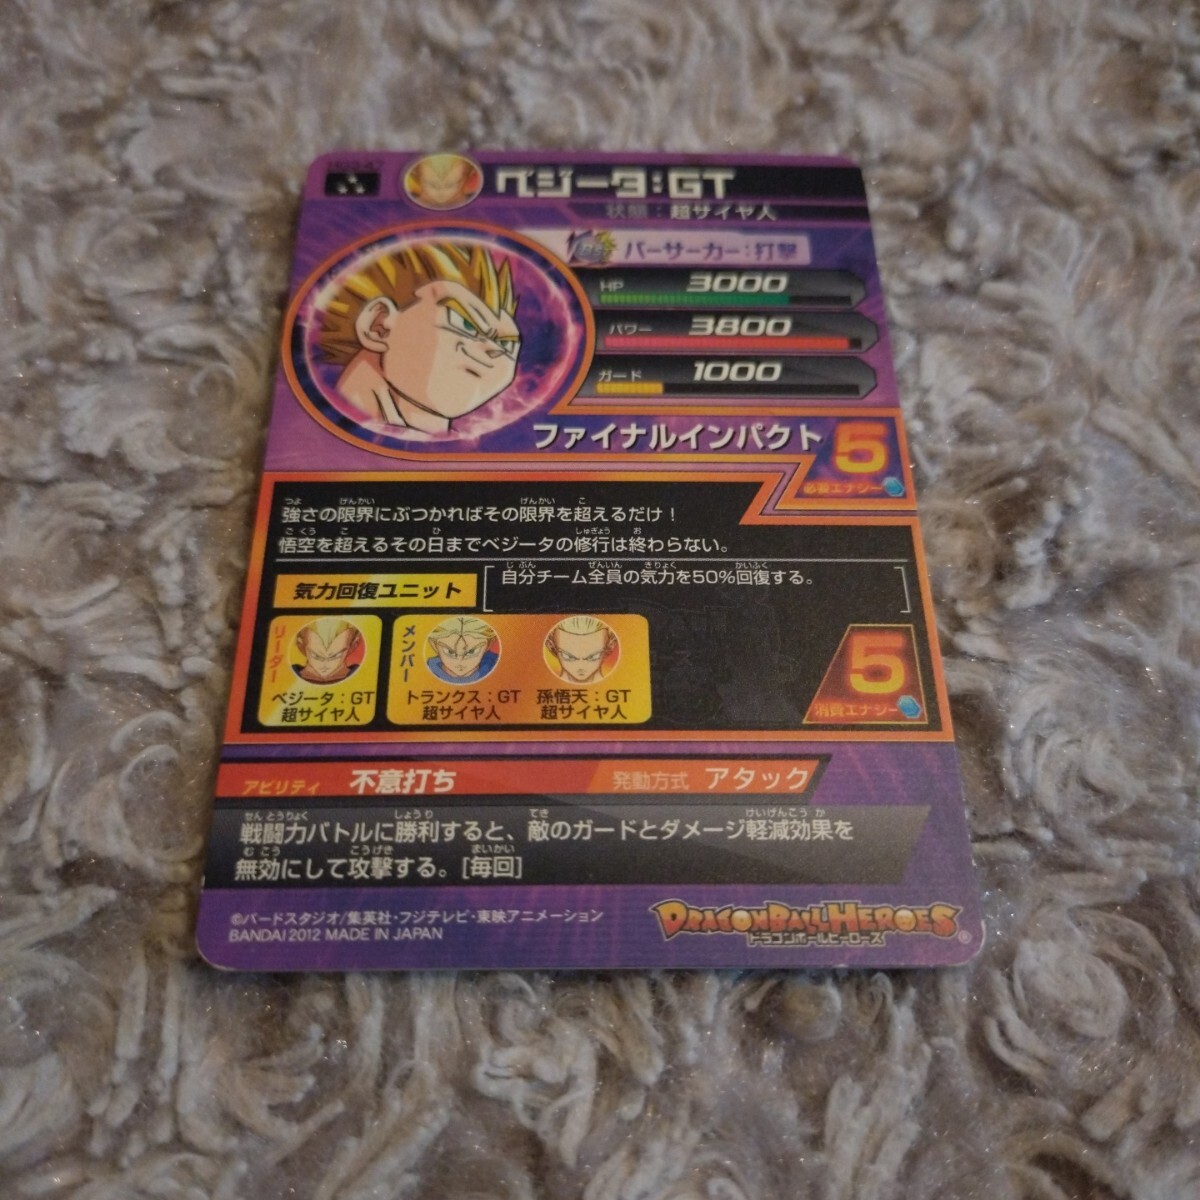 ベジータ:GT
状態:超サイヤ人
バーサーカー:打撃
HP 3000
パワー 3800
ガード 1000
ファイナルインパクト 5
必要エナジー
強さの限界にぶつかればその限界を超えるだけ!
悟空を超えるその日までベジータの修行は終わらない。
気力回復ユニット
自分チーム全員の気力を50%回復する。
リーダー
ベジータ:GT
超サイヤ人
メンバー
トランクス:GT
超サイヤ人
孫悟天:GT
超サイヤ人
5
消費エナジー
アビリティ 不意打ち 発動方式 アタック
戦闘力バトルに勝利すると、敵のガードとダメージ軽減効果を
無効にして攻撃する。[毎回]
©バードスタジオ/集英社・フジテレビ・東映アニメーション
BANDAI 2012 MADE IN JAPAN
DRAGONBALL HEROES
ドラゴンボールヒーローズ